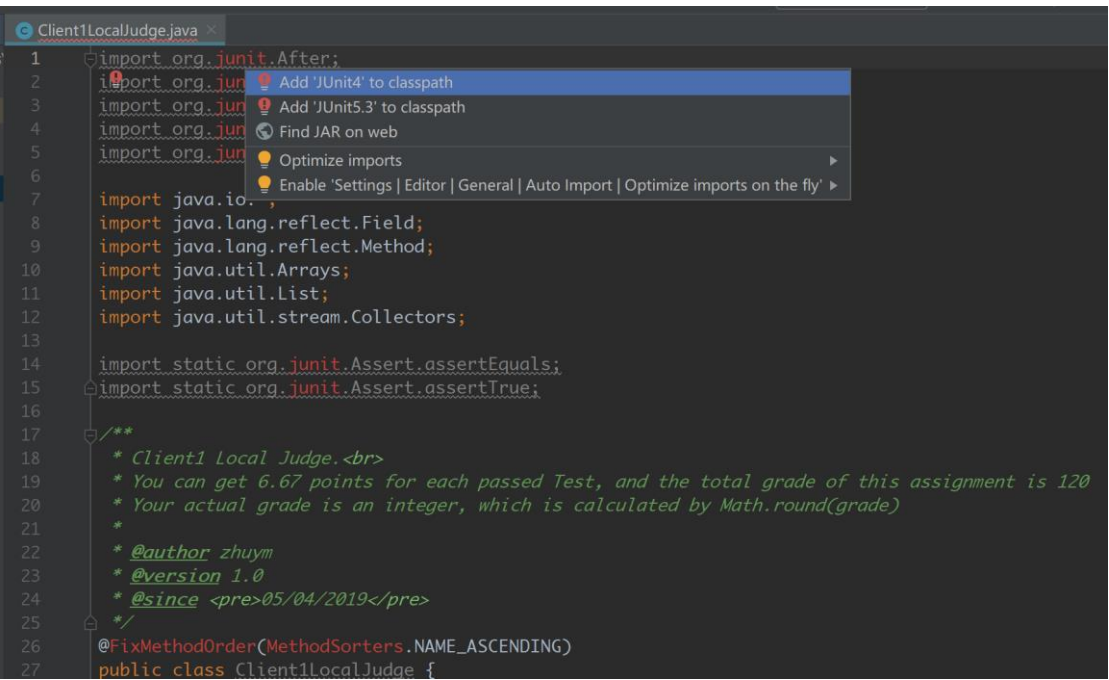 Client1LocalJudge.java
1 import org.junit.After;
2 import org.jun
Add 'JUnit4' to classpath
3 import org.jun
Add 'JUnit5.3' to classpath
4 import org.jun
Find JAR on web
5 import org.jun
Optimize imports
6
Enable 'Settings | Editor | General | Auto Import | Optimize imports on the fly'
7 import java.io. ;
8 import java.lang.reflect.Field;
9 import java.lang.reflect.Method;
10 import java.util.Arrays;
11 import java.util.List;
12 import java.util.stream.Collectors;
13
14 import static org.junit.Assert.assertEquals;
15 import static org.junit.Assert.assertTrue;
16
17 /**
18 * Client1 Local Judge.<br>
19 * You can get 6.67 points for each passed Test, and the total grade of this assignment is 120
20 * Your actual grade is an integer, which is calculated by Math.round(grade)
21 *
22 * @author zhuym
23 * @version 1.0
24 * @since <pre>05/04/2019</pre>
25 */
26 @FixMethodOrder(MethodSorters.NAME_ASCENDING)
27 public class Client1LocalJudge {